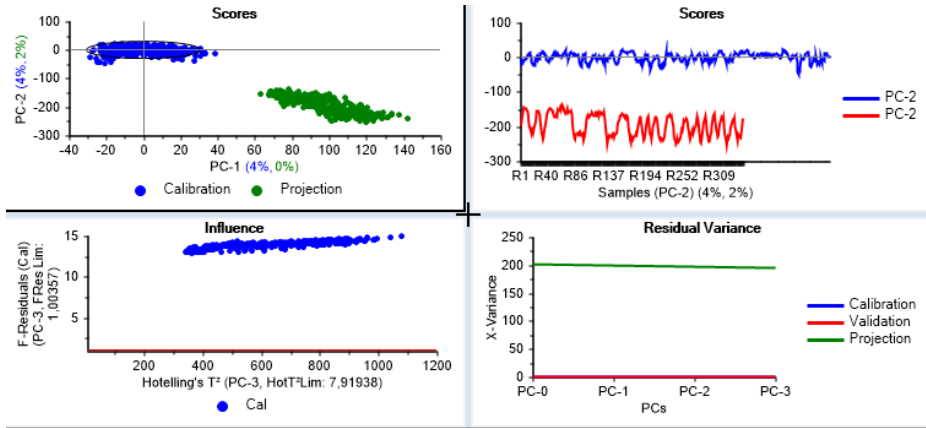 Scores
100
0
-100
-200
-300
PC-2 (4%, 2%)
-40 -20 0 20 40 60 80 100 120 140 160
PC-1 (4%, 0%)
Calibration Projection
Scores
100
0
-100
-200
-300
R1 R40 R86 R137 R194 R252 R309
Samples (PC-2) (4%, 2%)
PC-2
PC-2
Influence
15
10
5
F-Residuals (Cal)
(PC-3, FRes Lim:
1,00357)
200 400 600 800 1000 1200
Hotelling's T² (PC-3, HotT²Lim: 7,91938)
Cal
Residual Variance
250
200
150
100
50
0
X-Variance
PC-0 PC-1 PC-2 PC-3
PCs
Calibration
Validation
Projection